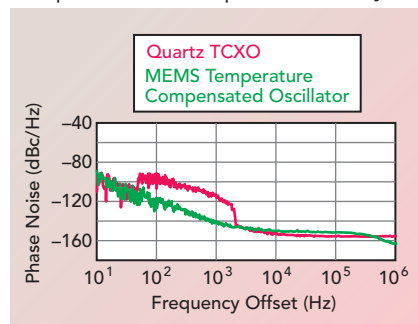 Quartz TCXO
MEMS Temperature
Compensated Oscillator
Phase Noise (dBc/Hz)
–40
–80
–120
–160
10¹ 10² 10³ 10⁴ 10⁵ 10⁶
Frequency Offset (Hz)